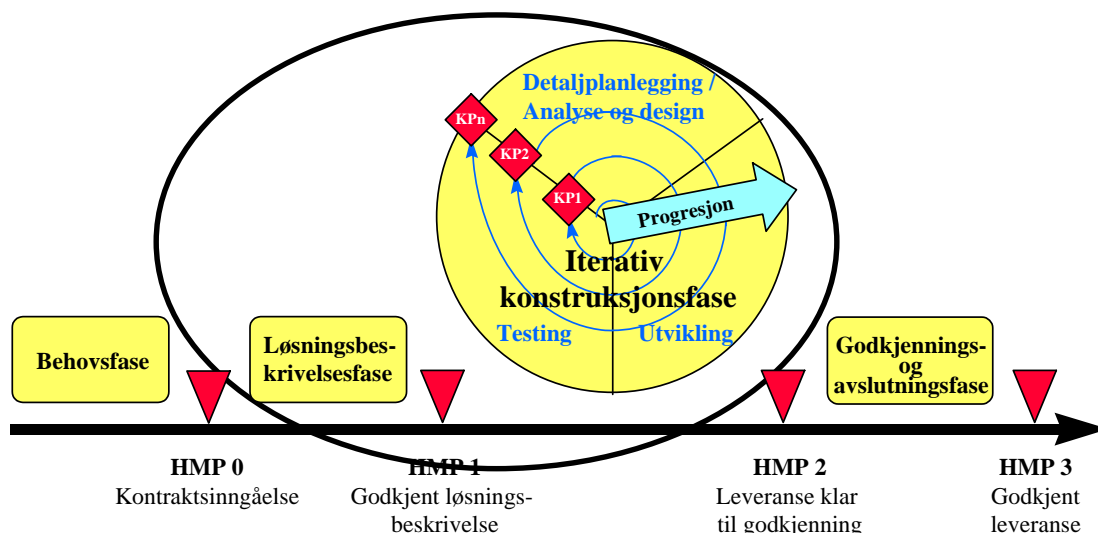 Detaljplanlegging /
Analyse og design
KPn
KP2
KP1
Progresjon
Iterativ
konstruksjonsfase
Testing
Utvikling
Behovsfase
Løsningsbes-
krivelsesfase
Godkjennings-
og
avslutningsfase
HMP 0
Kontraktsinngåelse
HMP 1
Godkjent løsnings-
beskrivelse
HMP 2
Leveranse klar
til godkjenning
HMP 3
Godkjent
leveranse